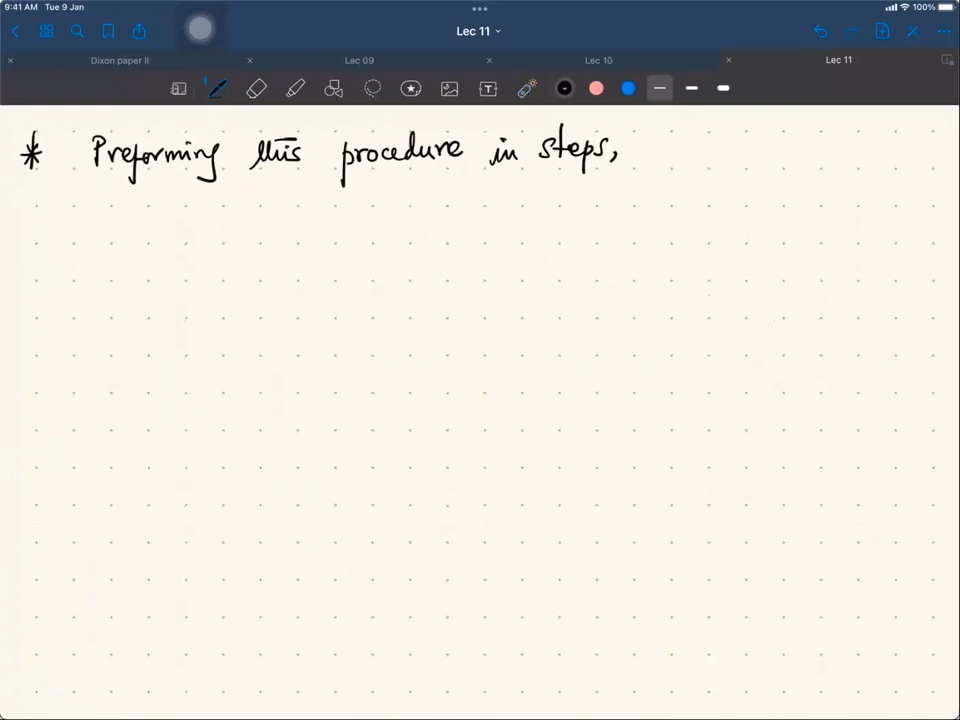 9:41 AM Tue 9 Jan 100%
Lec 11
Dixon paper II Lec 09 Lec 10 Lec 11
* Preforming this procedure in steps,